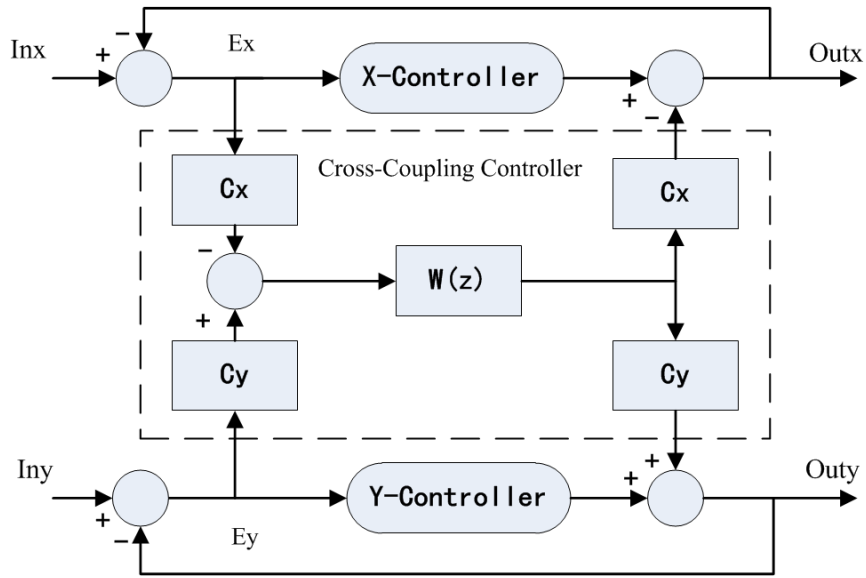 Inx
+
−
Ex
X-Controller
+
−
Outx
Cross-Coupling Controller
Cx
Cx
−
+
W(z)
Cy
Cy
Iny
+
−
Ey
Y-Controller
+
+
Outy